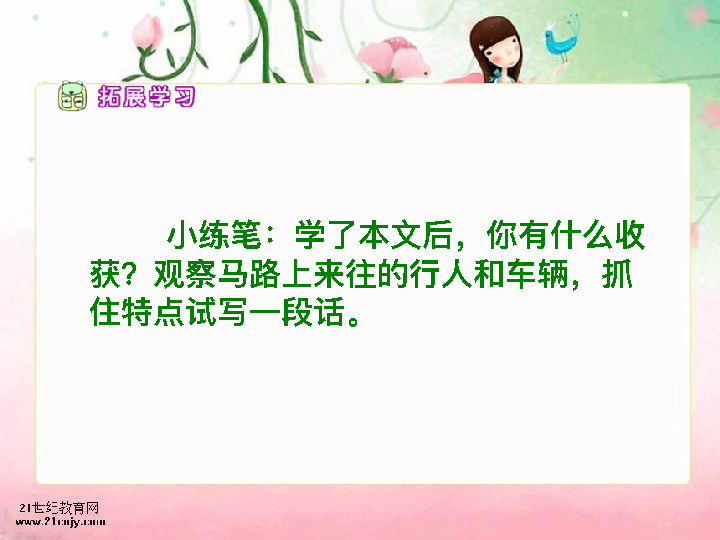 拓展学习
小练笔：学了本文后，你有什么收
获？观察马路上来往的行人和车辆，抓
住特点试写一段话。
21世纪教育网
www.21cnjy.com